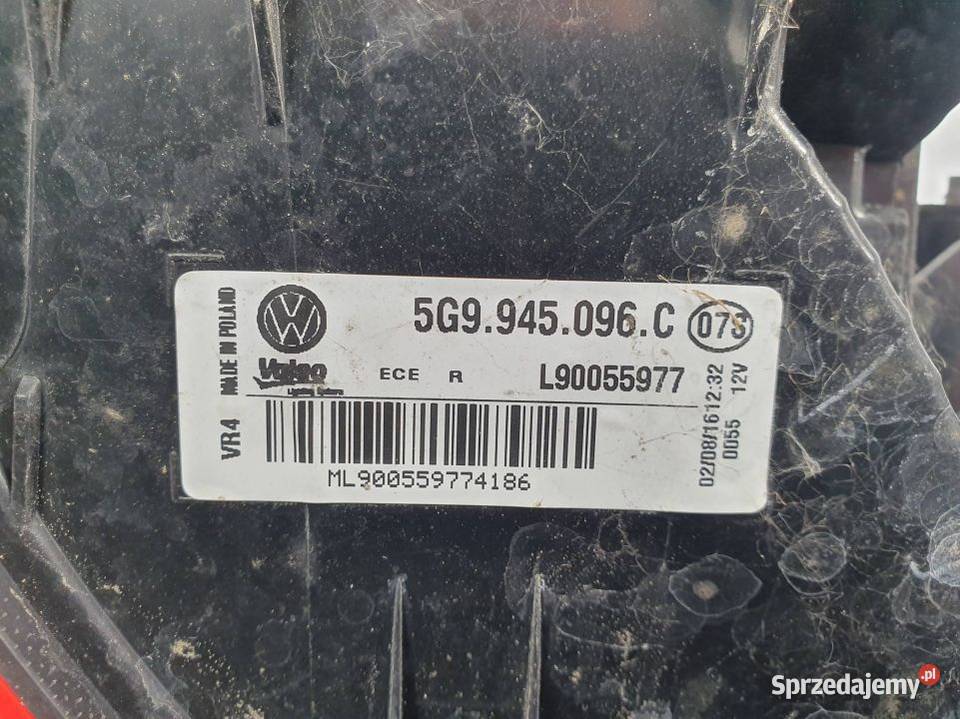 MADE IN POLAND
VR4
5G9.945.096.C 07S
Valeo
ECE R L90055977
ML900559774186
02/08/16 12:32
0055 12V
Sprzedajemy.pl